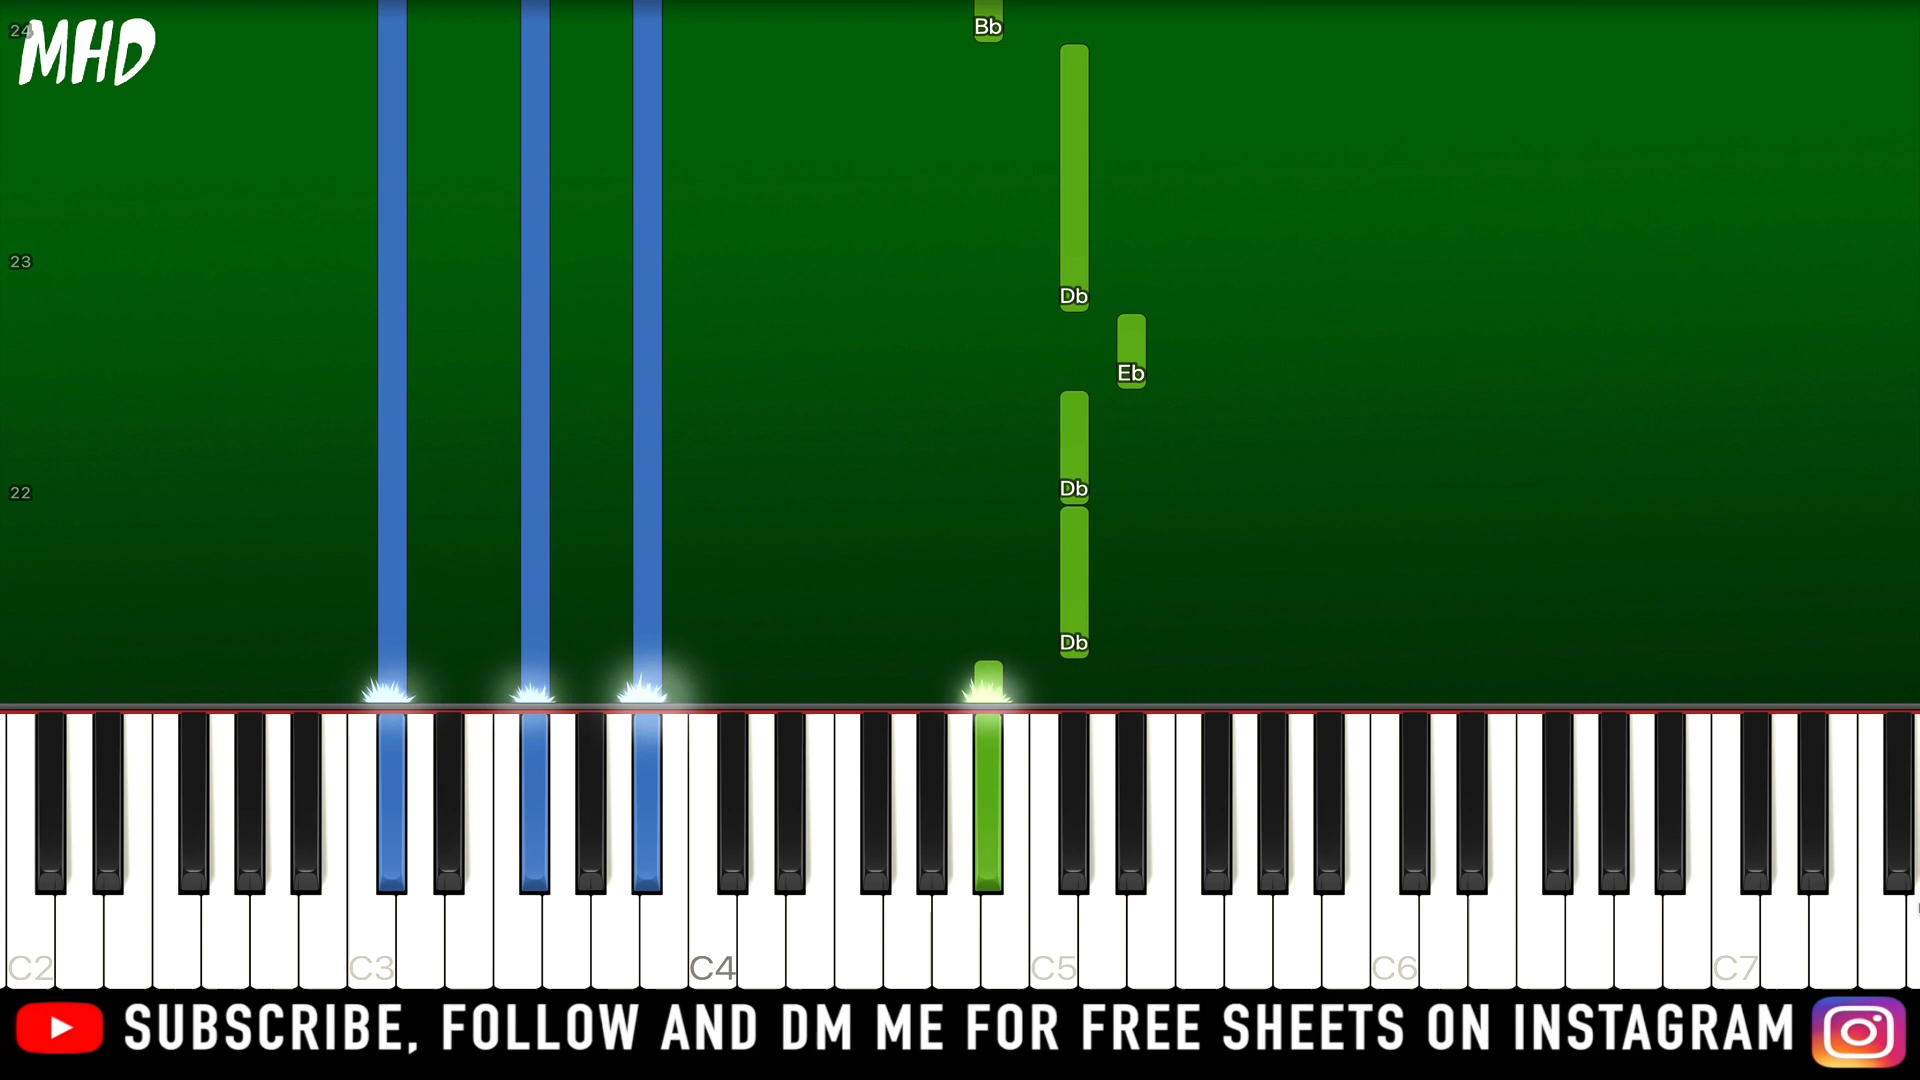 24
MHD
Bb
23
Db
Eb
22
Db
Db
C2
C3
C4
C5
C6
C7
SUBSCRIBE, FOLLOW AND DM ME FOR FREE SHEETS ON INSTAGRAM